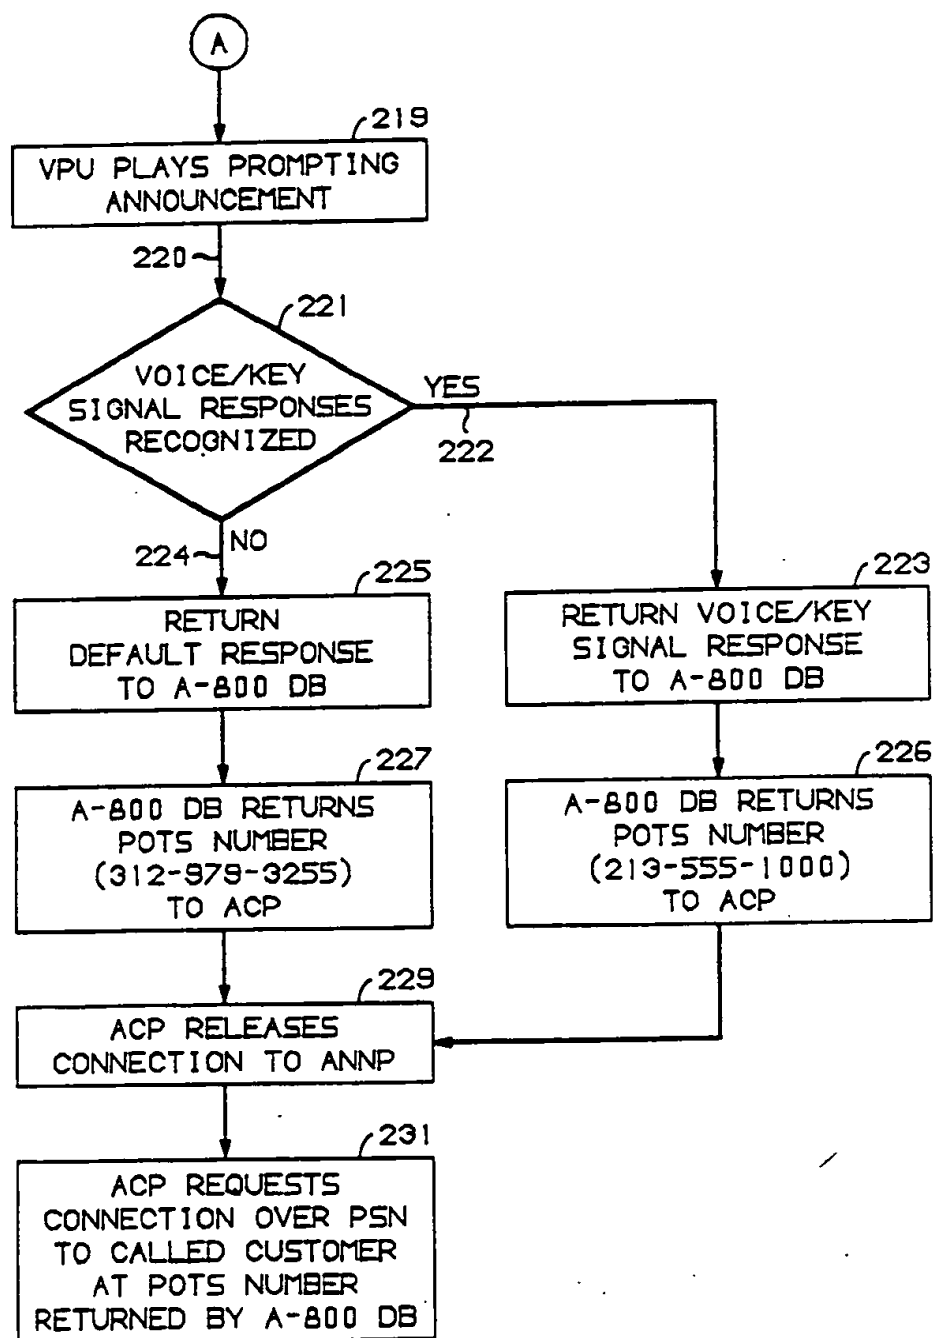 A
219
VPU PLAYS PROMPTING
ANNOUNCEMENT
220
221
VOICE/KEY
SIGNAL RESPONSES
RECOGNIZED
YES
222
224
NO
225
RETURN
DEFAULT RESPONSE
TO A-800 DB
223
RETURN VOICE/KEY
SIGNAL RESPONSE
TO A-800 DB
227
A-800 DB RETURNS
POTS NUMBER
(312-979-3255)
TO ACP
226
A-800 DB RETURNS
POTS NUMBER
(213-555-1000)
TO ACP
229
ACP RELEASES
CONNECTION TO ANNP
231
ACP REQUESTS
CONNECTION OVER PSN
TO CALLED CUSTOMER
AT POTS NUMBER
RETURNED BY A-800 DB